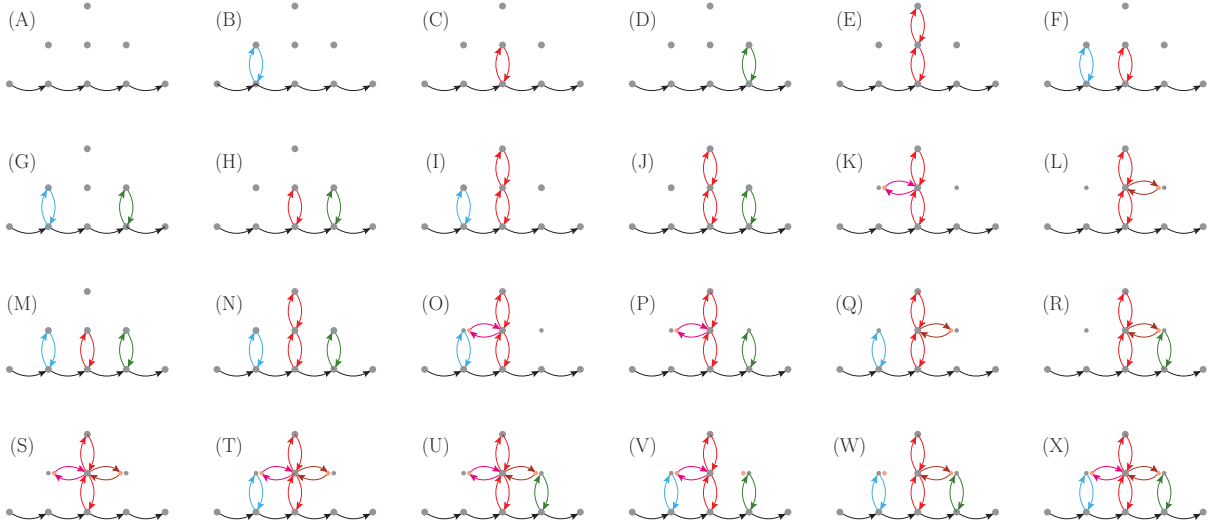 (A) (B) (C) (D) (E) (F)
(G) (H) (I) (J) (K) (L)
(M) (N) (O) (P) (Q) (R)
(S) (T) (U) (V) (W) (X)